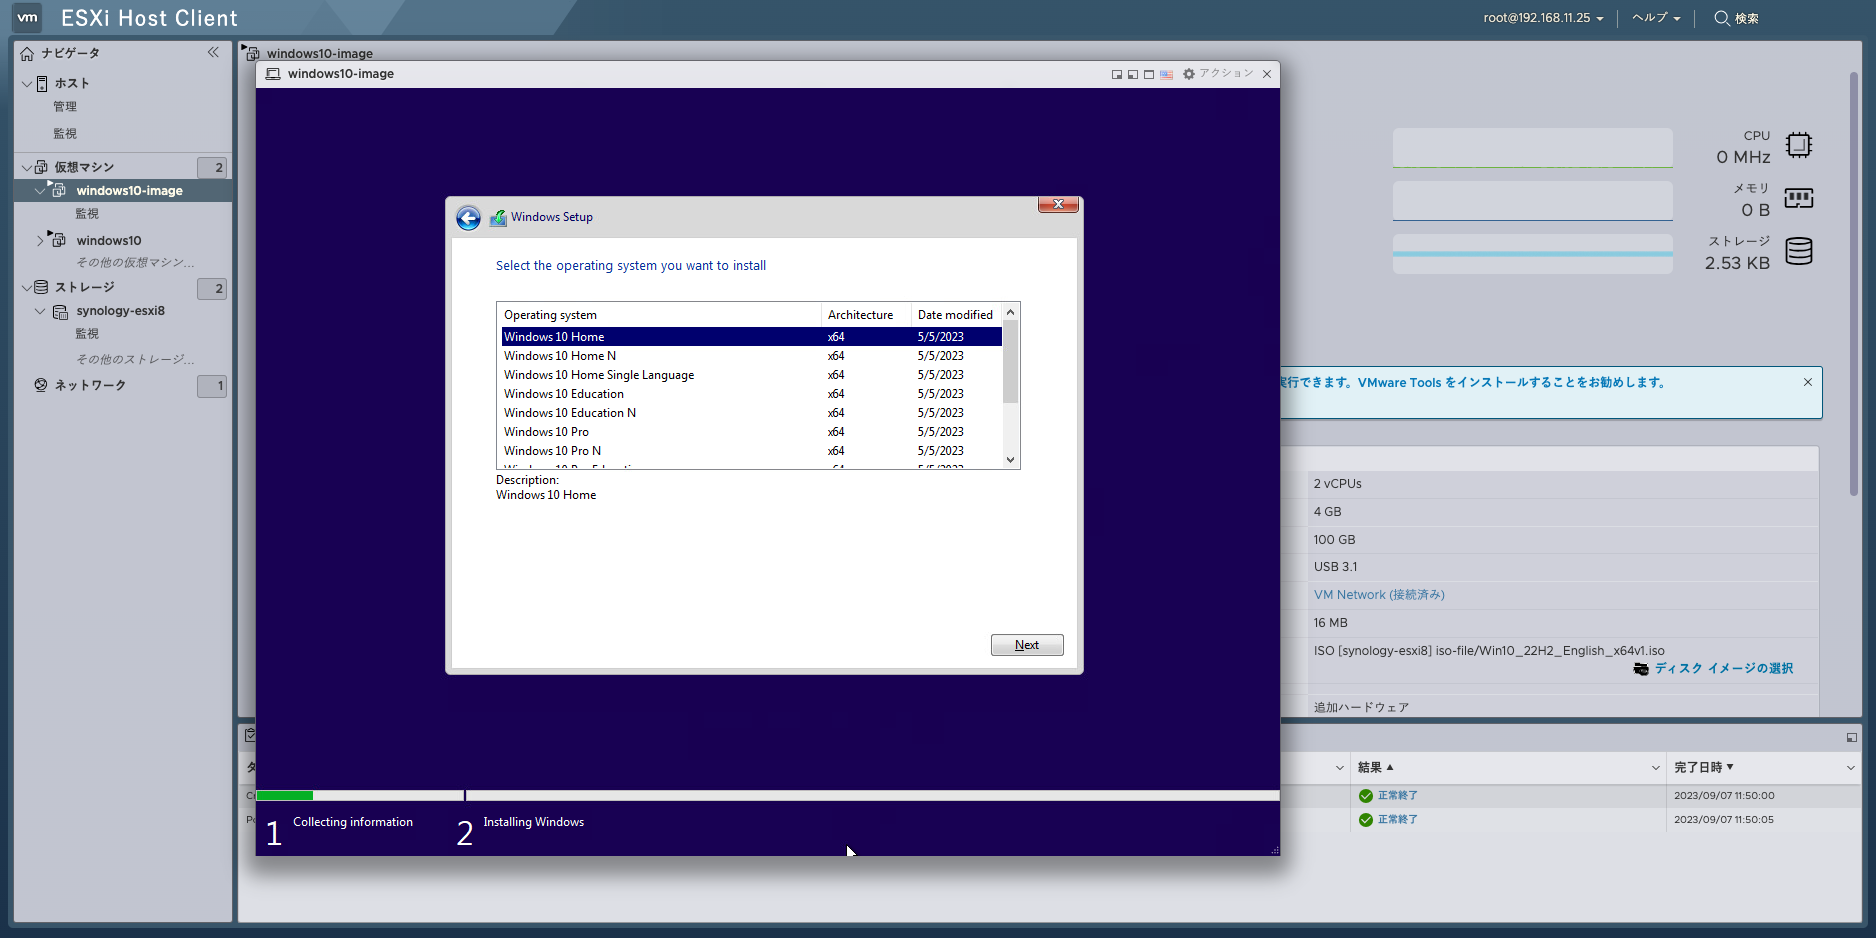 vm ESXi Host Client
root@192.168.11.25
ヘルプ
検索
ナビゲータ
ホスト
管理
監視
仮想マシン 2
windows10-image
監視
windows10
その他の仮想マシン...
ストレージ 2
synology-esxi8
監視
その他のストレージ...
ネットワーク 1
windows10-image
windows10-image
アクション
Windows Setup
Select the operating system you want to install
Operating system Architecture Date modified
Windows 10 Home x64 5/5/2023
Windows 10 Home N x64 5/5/2023
Windows 10 Home Single Language x64 5/5/2023
Windows 10 Education x64 5/5/2023
Windows 10 Education N x64 5/5/2023
Windows 10 Pro x64 5/5/2023
Windows 10 Pro N x64 5/5/2023
Description:
Windows 10 Home
Next
1 Collecting information
2 Installing Windows
CPU
0 MHz
メモリ
0 B
ストレージ
2.53 KB
実行できます。VMware Tools をインストールすることをお勧めします。
2 vCPUs
4 GB
100 GB
USB 3.1
VM Network (接続済み)
16 MB
ISO [synology-esxi8] iso-file/Win10_22H2_English_x64v1.iso
ディスク イメージの選択
追加ハードウェア
結果 ▲
完了日時 ▼
正常終了 2023/09/07 11:50:00
正常終了 2023/09/07 11:50:05